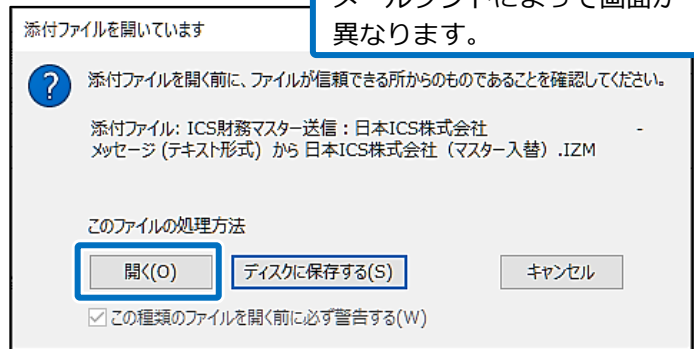 メールソフトによって画面が
異なります。
添付ファイルを開いています
添付ファイルを開く前に、ファイルが信頼できる所からのものであることを確認してください。
添付ファイル: ICS財務マスター送信：日本ICS株式会社 -
メッセージ (テキスト形式) から 日本ICS株式会社（マスター入替）.IZM
このファイルの処理方法
開く(O) ディスクに保存する(S) キャンセル
この種類のファイルを開く前に必ず警告する(W)